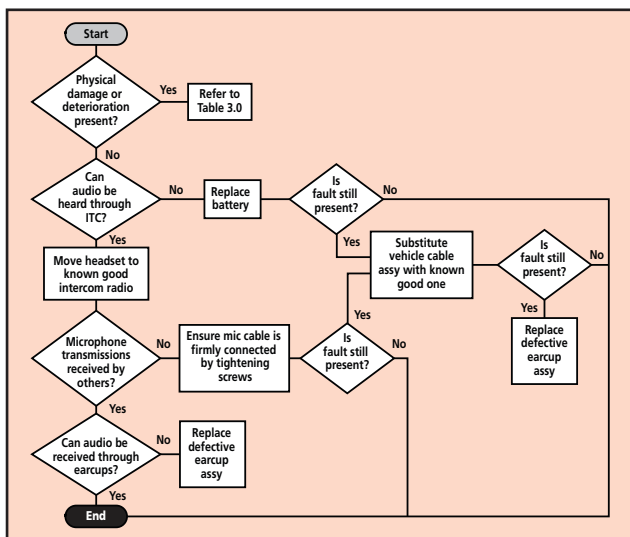 Start
Physical
damage or
deterioration
present?
Yes
Refer to
Table 3.0
No
Can
audio be
heard through
ITC?
No
Replace
battery
Is
fault still
present?
No
Yes
Yes
Move headset to
known good
intercom radio
Substitute
vehicle cable
assy with known
good one
Is
fault still
present?
No
Yes
Replace
defective
earcup
assy
Microphone
transmissions
received by
others?
No
Ensure mic cable is
firmly connected
by tightening
screws
Is
fault still
present?
Yes
No
Yes
Can audio be
received through
earcups?
No
Replace
defective
earcup
assy
Yes
End